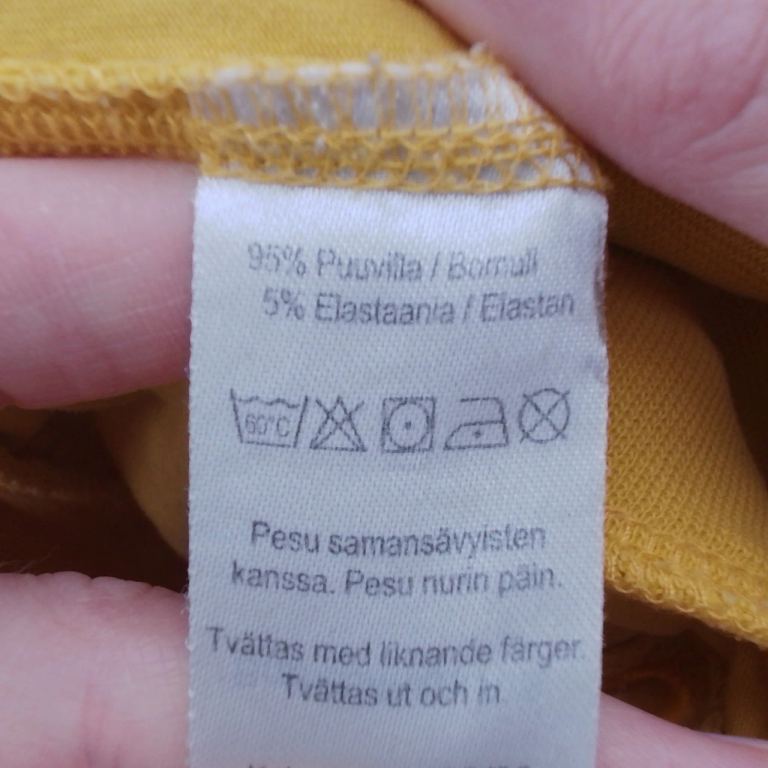 95% Puuvilla / Bomull
5% Elastaania / Elastan
60°C
Pesu samansävyisten
kanssa. Pesu nurin päin.
Tvättas med liknande färger.
Tvättas ut och in